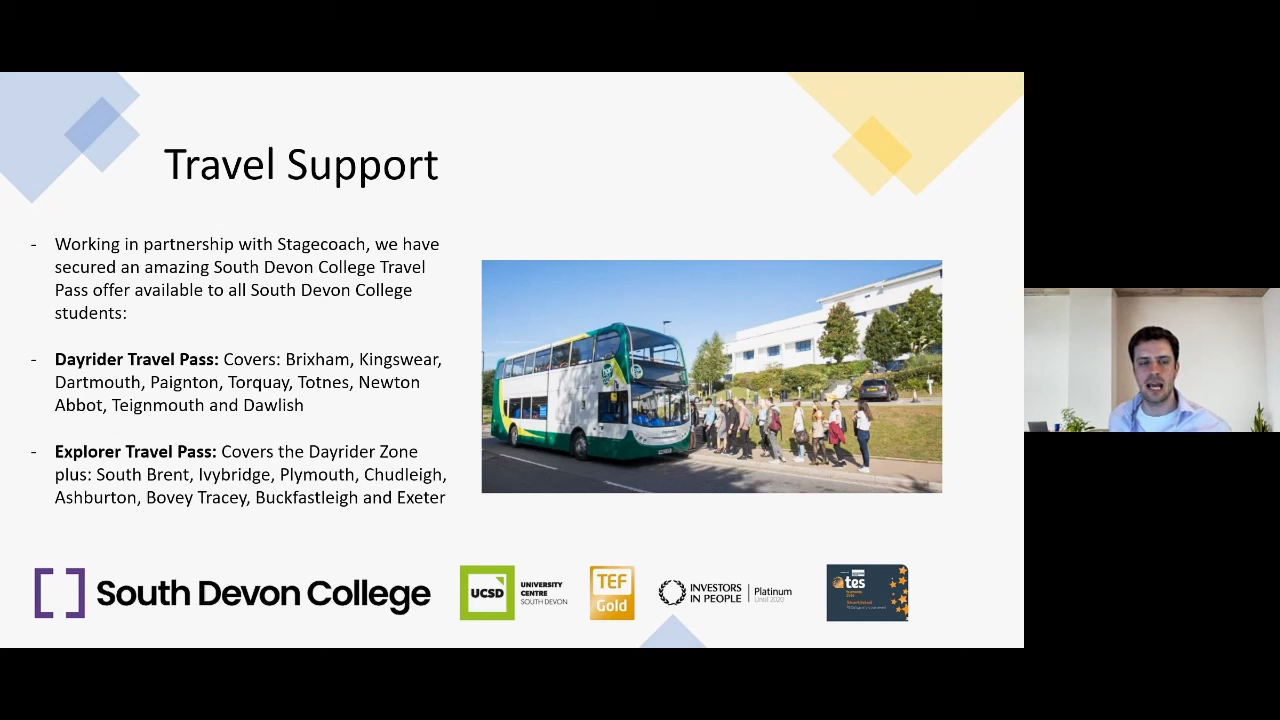 Travel Support
- Working in partnership with Stagecoach, we have
secured an amazing South Devon College Travel
Pass offer available to all South Devon College
students:
- Dayrider Travel Pass: Covers: Brixham, Kingswear,
Dartmouth, Paignton, Torquay, Totnes, Newton
Abbot, Teignmouth and Dawlish
- Explorer Travel Pass: Covers the Dayrider Zone
plus: South Brent, Ivybridge, Plymouth, Chudleigh,
Ashburton, Bovey Tracey, Buckfastleigh and Exeter
South Devon College
UCSD
UNIVERSITY
CENTRE
SOUTH DEVON
TEF
Gold
INVESTORS
IN PEOPLE
Platinum
Until 2020
tes